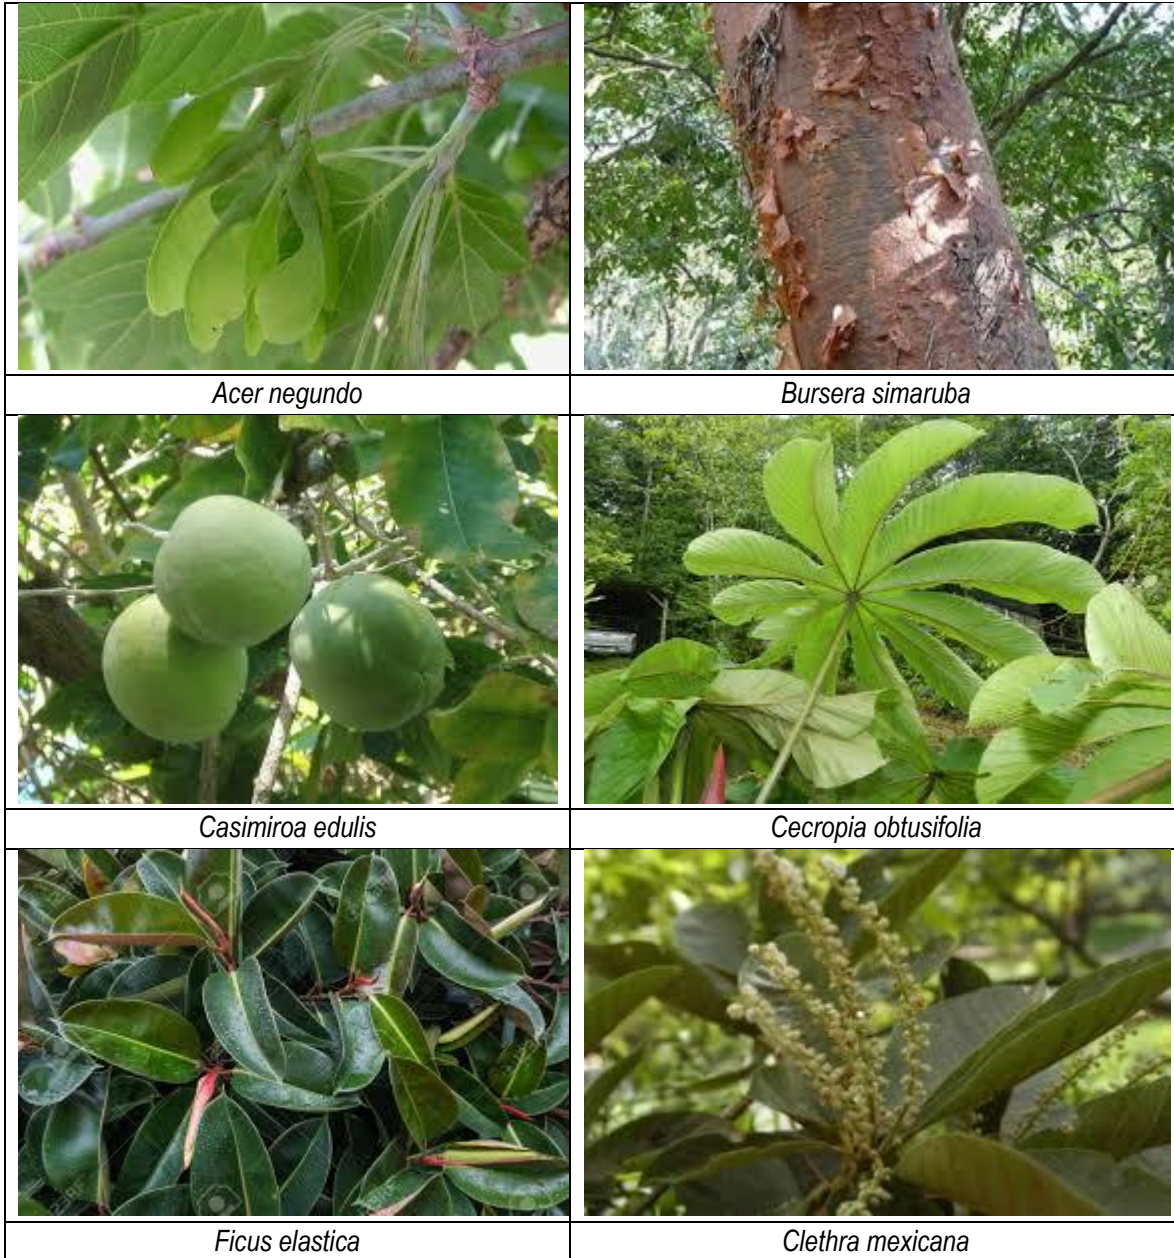 Acer negundo
Bursera simaruba
Casimiroa edulis
Cecropia obtusifolia
Ficus elastica
Clethra mexicana